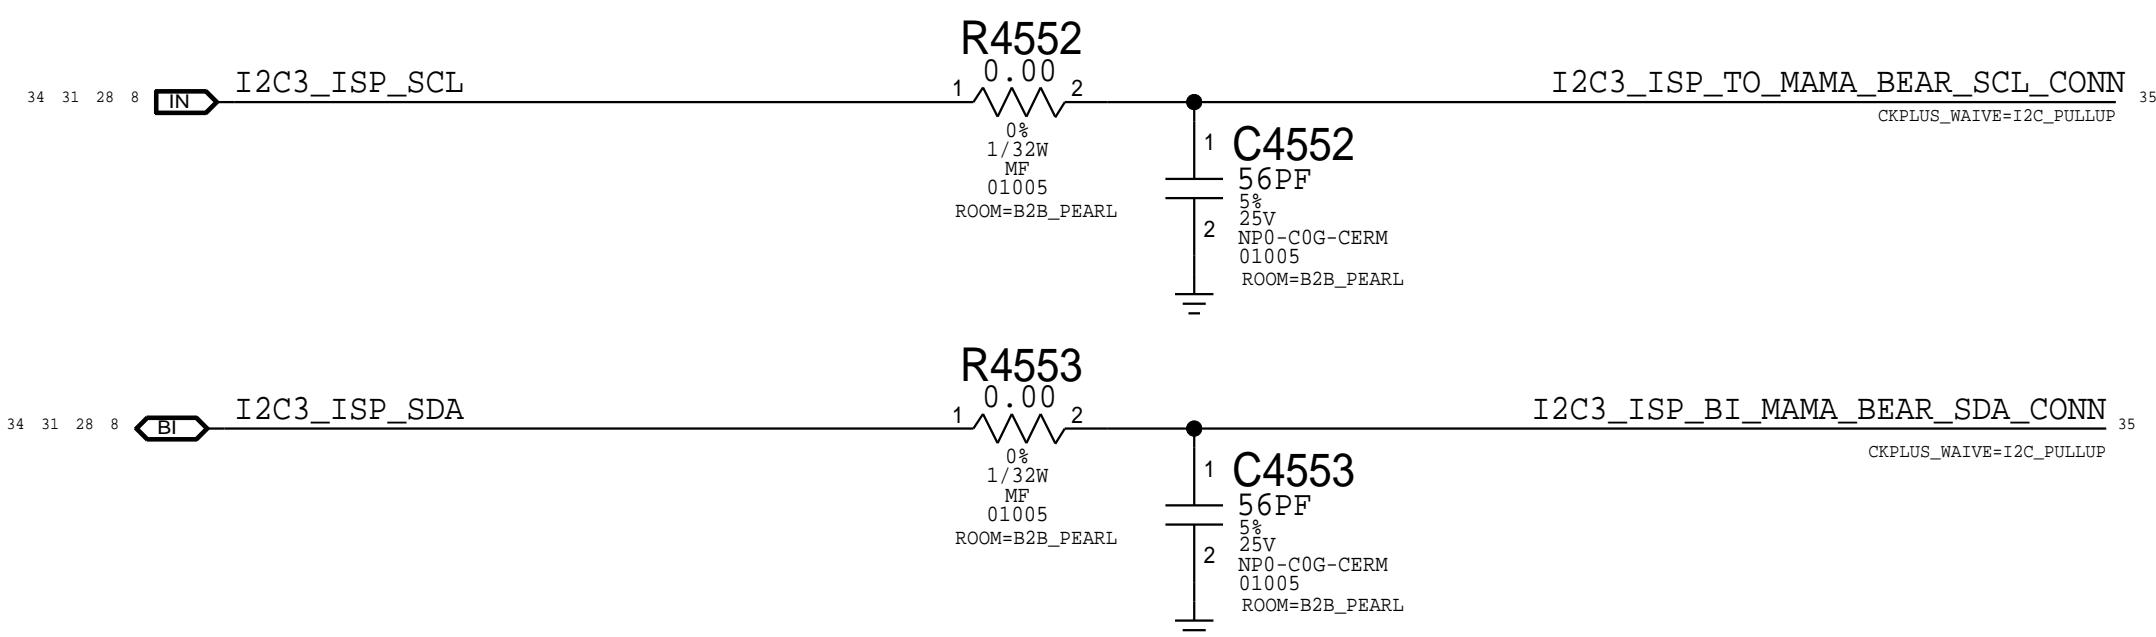 R4552
0.00
34 31 28 8 IN I2C3_ISP_SCL 1 2 I2C3_ISP_TO_MAMA_BEAR_SCL_CONN 35
CKPLUS_WAIVE=I2C_PULLUP
0%
1/32W
MF
01005
ROOM=B2B_PEARL
1 C4552
56PF
5%
25V
2 NP0-C0G-CERM
01005
ROOM=B2B_PEARL
R4553
0.00
34 31 28 8 BI I2C3_ISP_SDA 1 2 I2C3_ISP_BI_MAMA_BEAR_SDA_CONN 35
CKPLUS_WAIVE=I2C_PULLUP
0%
1/32W
MF
01005
ROOM=B2B_PEARL
1 C4553
56PF
5%
25V
2 NP0-C0G-CERM
01005
ROOM=B2B_PEARL